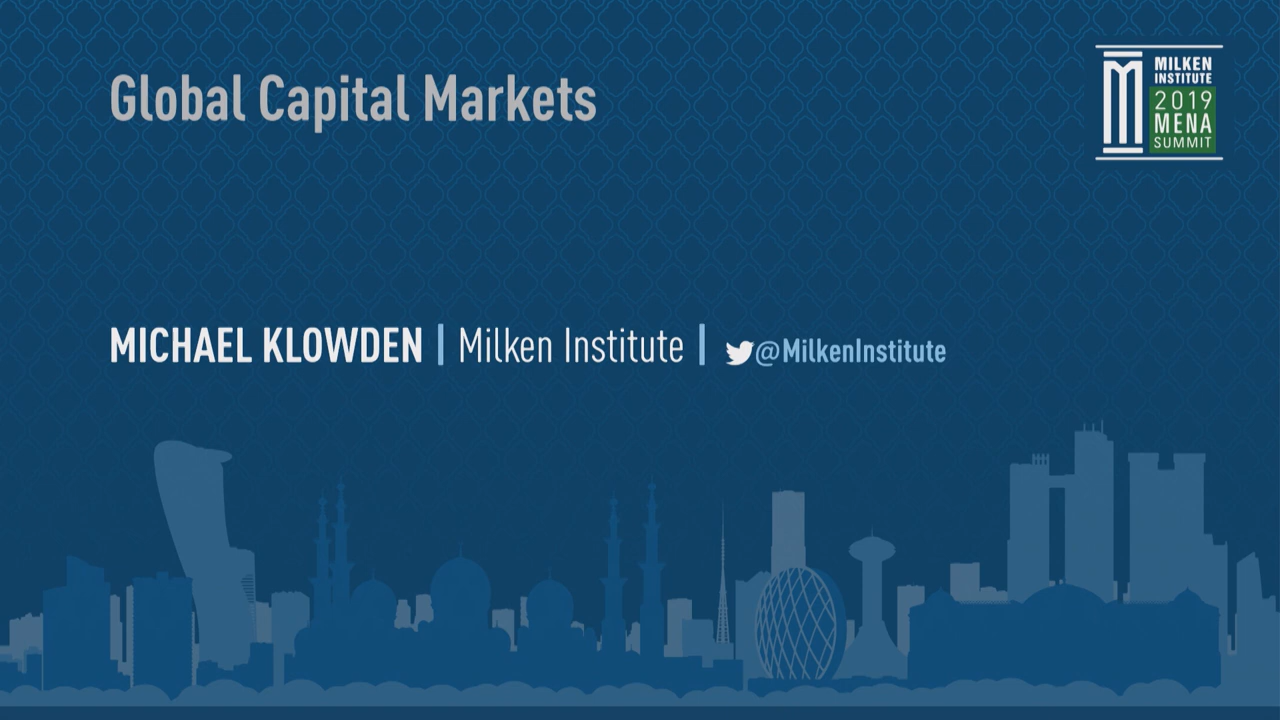 Global Capital Markets
MILKEN
INSTITUTE
2019
MENA
SUMMIT
MICHAEL KLOWDEN | Milken Institute | @MilkenInstitute